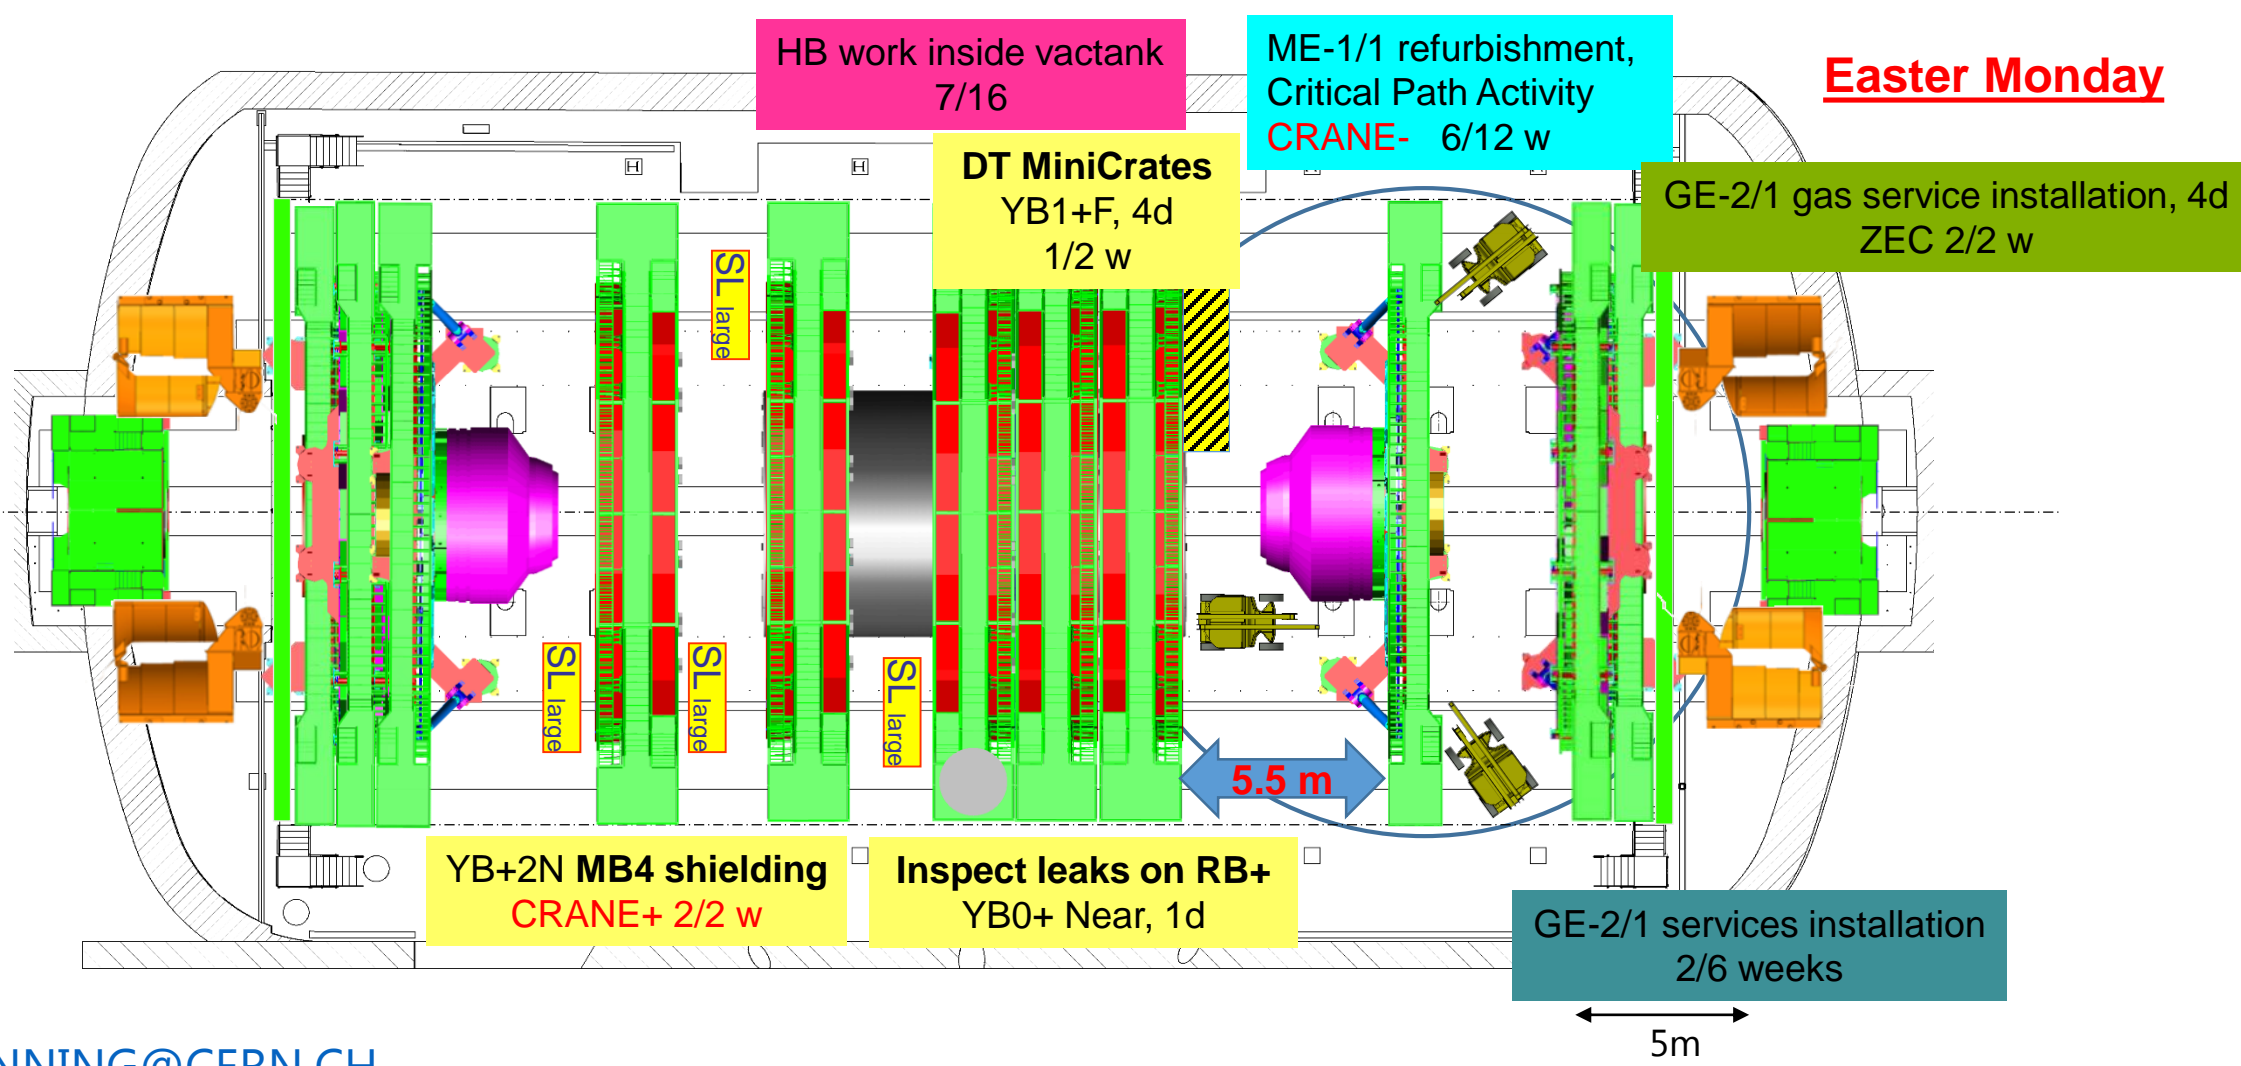 HB work inside vactank
7/16
ME-1/1 refurbishment,
Critical Path Activity
CRANE- 6/12 w
Easter Monday
DT MiniCrates
YB1+F, 4d
1/2 w
GE-2/1 gas service installation, 4d
ZEC 2/2 w
H
H
SL large
SL large
SL large
SL large
5.5 m
YB+2N MB4 shielding
CRANE+ 2/2 w
Inspect leaks on RB+
YB0+ Near, 1d
GE-2/1 services installation
2/6 weeks
5m
NNING@CERN.CH